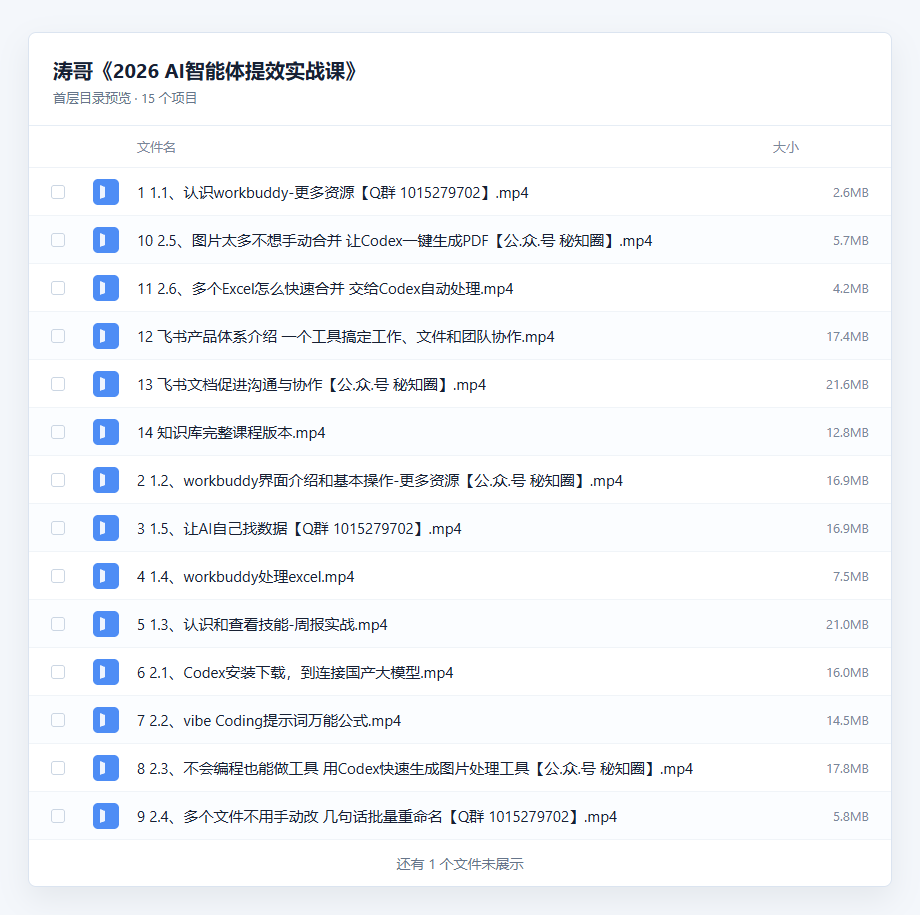 涛哥《2026 AI智能体提效实战课》
首层目录预览 · 15 个项目
文件名 大小
1 1.1、认识workbuddy-更多资源【Q群 1015279702】.mp4 2.6MB
10 2.5、图片太多不想手动合并 让Codex一键生成PDF【公.众.号 秘知圈】.mp4 5.7MB
11 2.6、多个Excel怎么快速合并 交给Codex自动处理.mp4 4.2MB
12 飞书产品体系介绍 一个工具搞定工作、文件和团队协作.mp4 17.4MB
13 飞书文档促进沟通与协作【公.众.号 秘知圈】.mp4 21.6MB
14 知识库完整课程版本.mp4 12.8MB
2 1.2、workbuddy界面介绍和基本操作-更多资源【公.众.号 秘知圈】.mp4 16.9MB
3 1.5、让AI自己找数据【Q群 1015279702】.mp4 16.9MB
4 1.4、workbuddy处理excel.mp4 7.5MB
5 1.3、认识和查看技能-周报实战.mp4 21.0MB
6 2.1、Codex安装下载，到连接国产大模型.mp4 16.0MB
7 2.2、vibe Coding提示词万能公式.mp4 14.5MB
8 2.3、不会编程也能做工具 用Codex快速生成图片处理工具【公.众.号 秘知圈】.mp4 17.8MB
9 2.4、多个文件不用手动改 几句话批量重命名【Q群 1015279702】.mp4 5.8MB
还有 1 个文件未展示